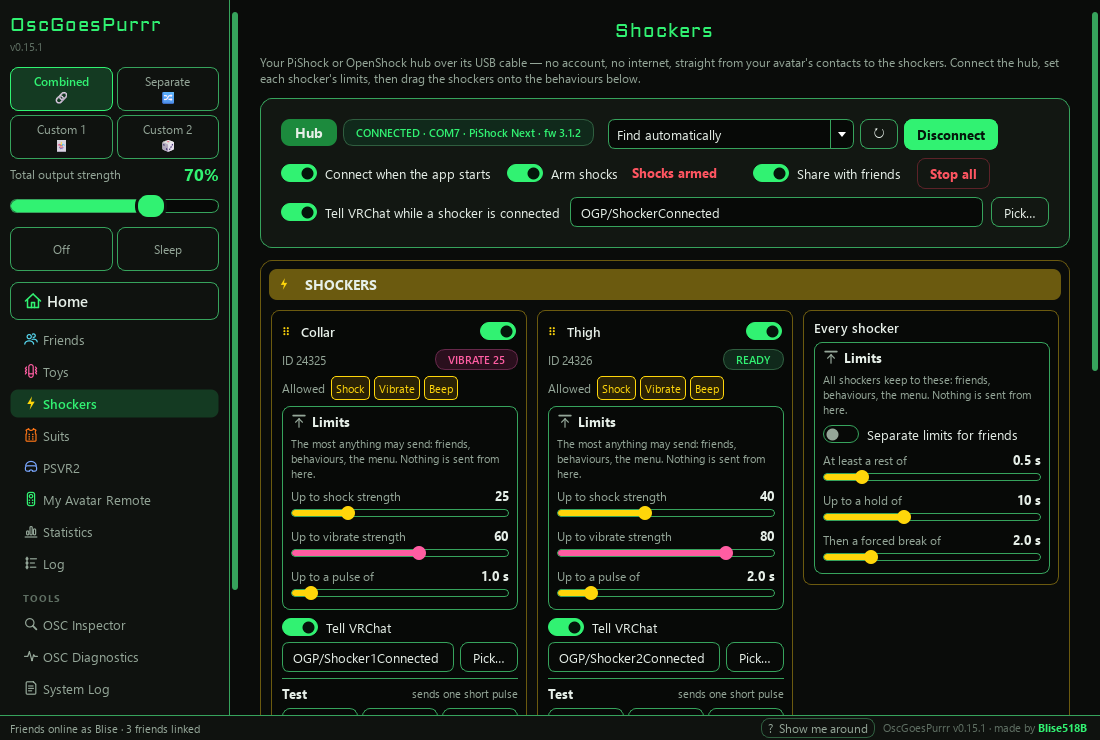 OscGoesPurrr
v0.15.1
Combined
Separate
Custom 1
Custom 2
Total output strength 70%
Off
Sleep
Home
Friends
Toys
Shockers
Suits
PSVR2
My Avatar Remote
Statistics
Log
TOOLS
OSC Inspector
OSC Diagnostics
System Log
Shockers
Your PiShock or OpenShock hub over its USB cable — no account, no internet, straight from your avatar's contacts to the shockers. Connect the hub, set
each shocker's limits, then drag the shockers onto the behaviours below.
Hub CONNECTED · COM7 · PiShock Next · fw 3.1.2 Find automatically Disconnect
Connect when the app starts Arm shocks Shocks armed Share with friends Stop all
Tell VRChat while a shocker is connected OGP/ShockerConnected Pick...
SHOCKERS
Collar
ID 24325 VIBRATE 25
Allowed Shock Vibrate Beep
Limits
The most anything may send: friends,
behaviours, the menu. Nothing is sent from
here.
Up to shock strength 25
Up to vibrate strength 60
Up to a pulse of 1.0 s
Tell VRChat
OGP/Shocker1Connected Pick...
Test sends one short pulse
Thigh
ID 24326 READY
Allowed Shock Vibrate Beep
Limits
The most anything may send: friends,
behaviours, the menu. Nothing is sent from
here.
Up to shock strength 40
Up to vibrate strength 80
Up to a pulse of 2.0 s
Tell VRChat
OGP/Shocker2Connected Pick...
Test sends one short pulse
Every shocker
Limits
All shockers keep to these: friends,
behaviours, the menu. Nothing is sent from
here.
Separate limits for friends
At least a rest of 0.5 s
Up to a hold of 10 s
Then a forced break of 2.0 s
Friends online as Blise · 3 friends linked
? Show me around
OscGoesPurrr v0.15.1 · made by Blise518B